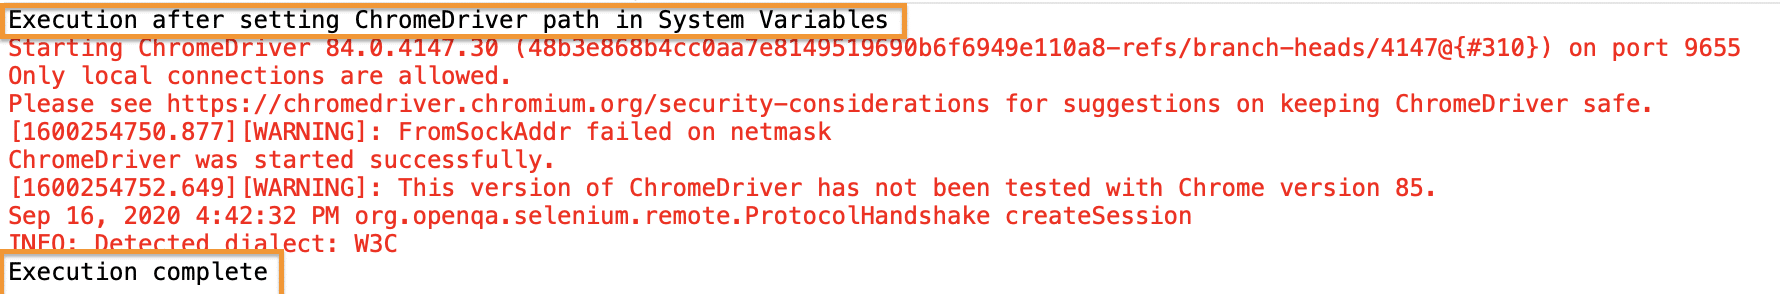 Execution after setting ChromeDriver path in System Variables
Starting ChromeDriver 84.0.4147.30 (48b3e868b4cc0aa7e8149519690b6f6949e110a8-refs/branch-heads/4147@{#310}) on port 9655
Only local connections are allowed.
Please see https://chromedriver.chromium.org/security-considerations for suggestions on keeping ChromeDriver safe.
[1600254750.877][WARNING]: FromSockAddr failed on netmask
ChromeDriver was started successfully.
[1600254752.649][WARNING]: This version of ChromeDriver has not been tested with Chrome version 85.
Sep 16, 2020 4:42:32 PM org.openqa.selenium.remote.ProtocolHandshake createSession
INFO: Detected dialect: W3C
Execution complete